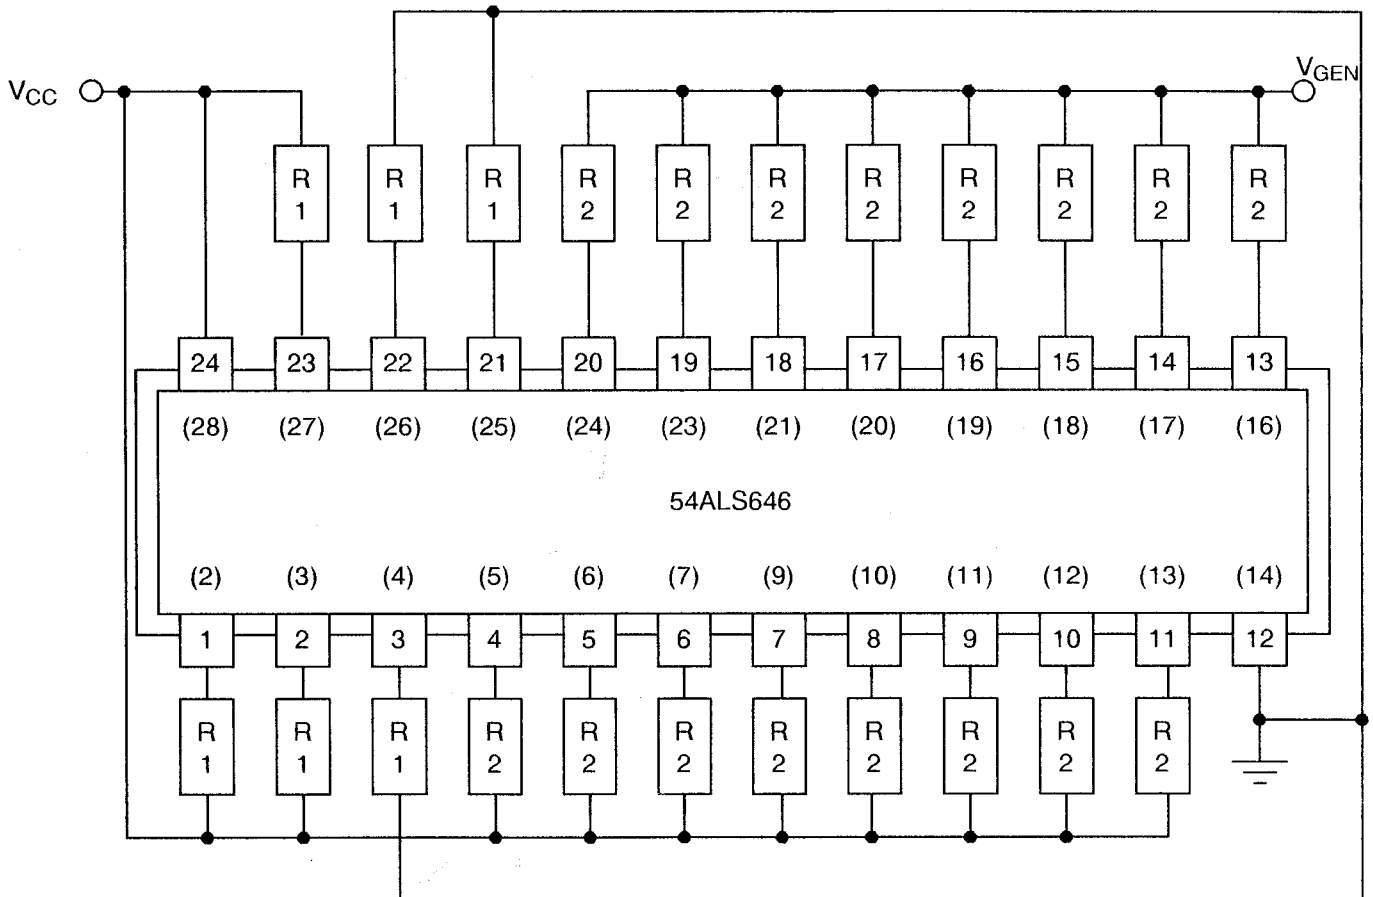 VCC
VGEN
R R R R R R R R R R R
1 1 1 2 2 2 2 2 2 2 2
24 23 22 21 20 19 18 17 16 15 14 13
(28) (27) (26) (25) (24) (23) (21) (20) (19) (18) (17) (16)
54ALS646
(2) (3) (4) (5) (6) (7) (9) (10) (11) (12) (13) (14)
1 2 3 4 5 6 7 8 9 10 11 12
R R R R R R R R R R R
1 1 1 2 2 2 2 2 2 2 2